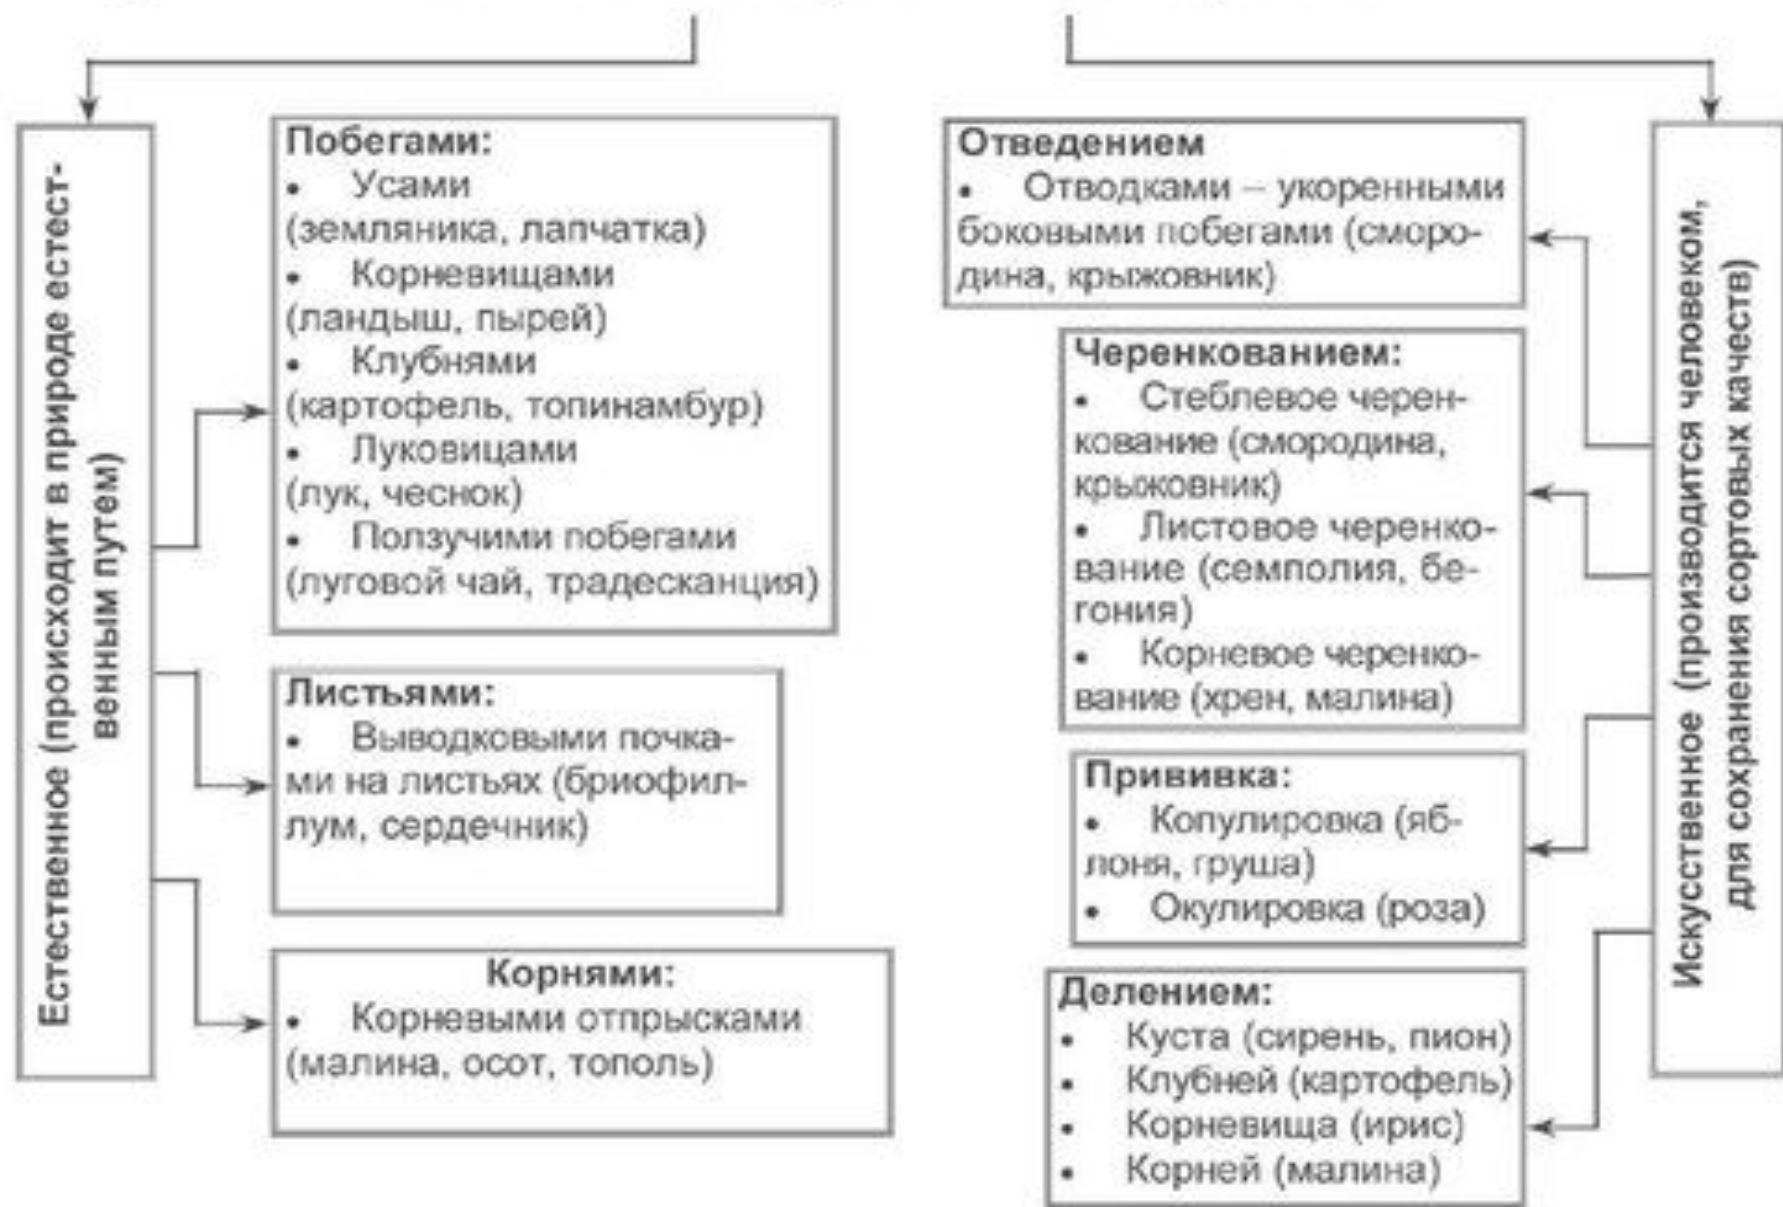 Естественное (происходит в природе естест-
венным путем)
Побегами:
• Усами
(земляника, лапчатка)
• Корневищами
(ландыш, пырей)
• Клубнями
(картофель, топинамбур)
• Луковицами
(лук, чеснок)
• Ползучими побегами
(луговой чай, традесканция)
Листьями:
• Выводковыми почка-
ми на листьях (бриофил-
лум, сердечник)
Корнями:
• Корневыми отпрысками
(малина, осот, тополь)
Отведением
• Отводками – укоренными
боковыми побегами (сморо-
дина, крыжовник)
Черенкованием:
• Стеблевое черен-
кование (смородина,
крыжовник)
• Листовое черенко-
вание (семполия, бе-
гония)
• Корневое черенко-
вание (хрен, малина)
Прививка:
• Копулировка (яб-
лоня, груша)
• Окулировка (роза)
Делением:
• Куста (сирень, пион)
• Клубней (картофель)
• Корневища (ирис)
• Корней (малина)
Искусственное (производится человеком,
для сохранения сортовых качеств)